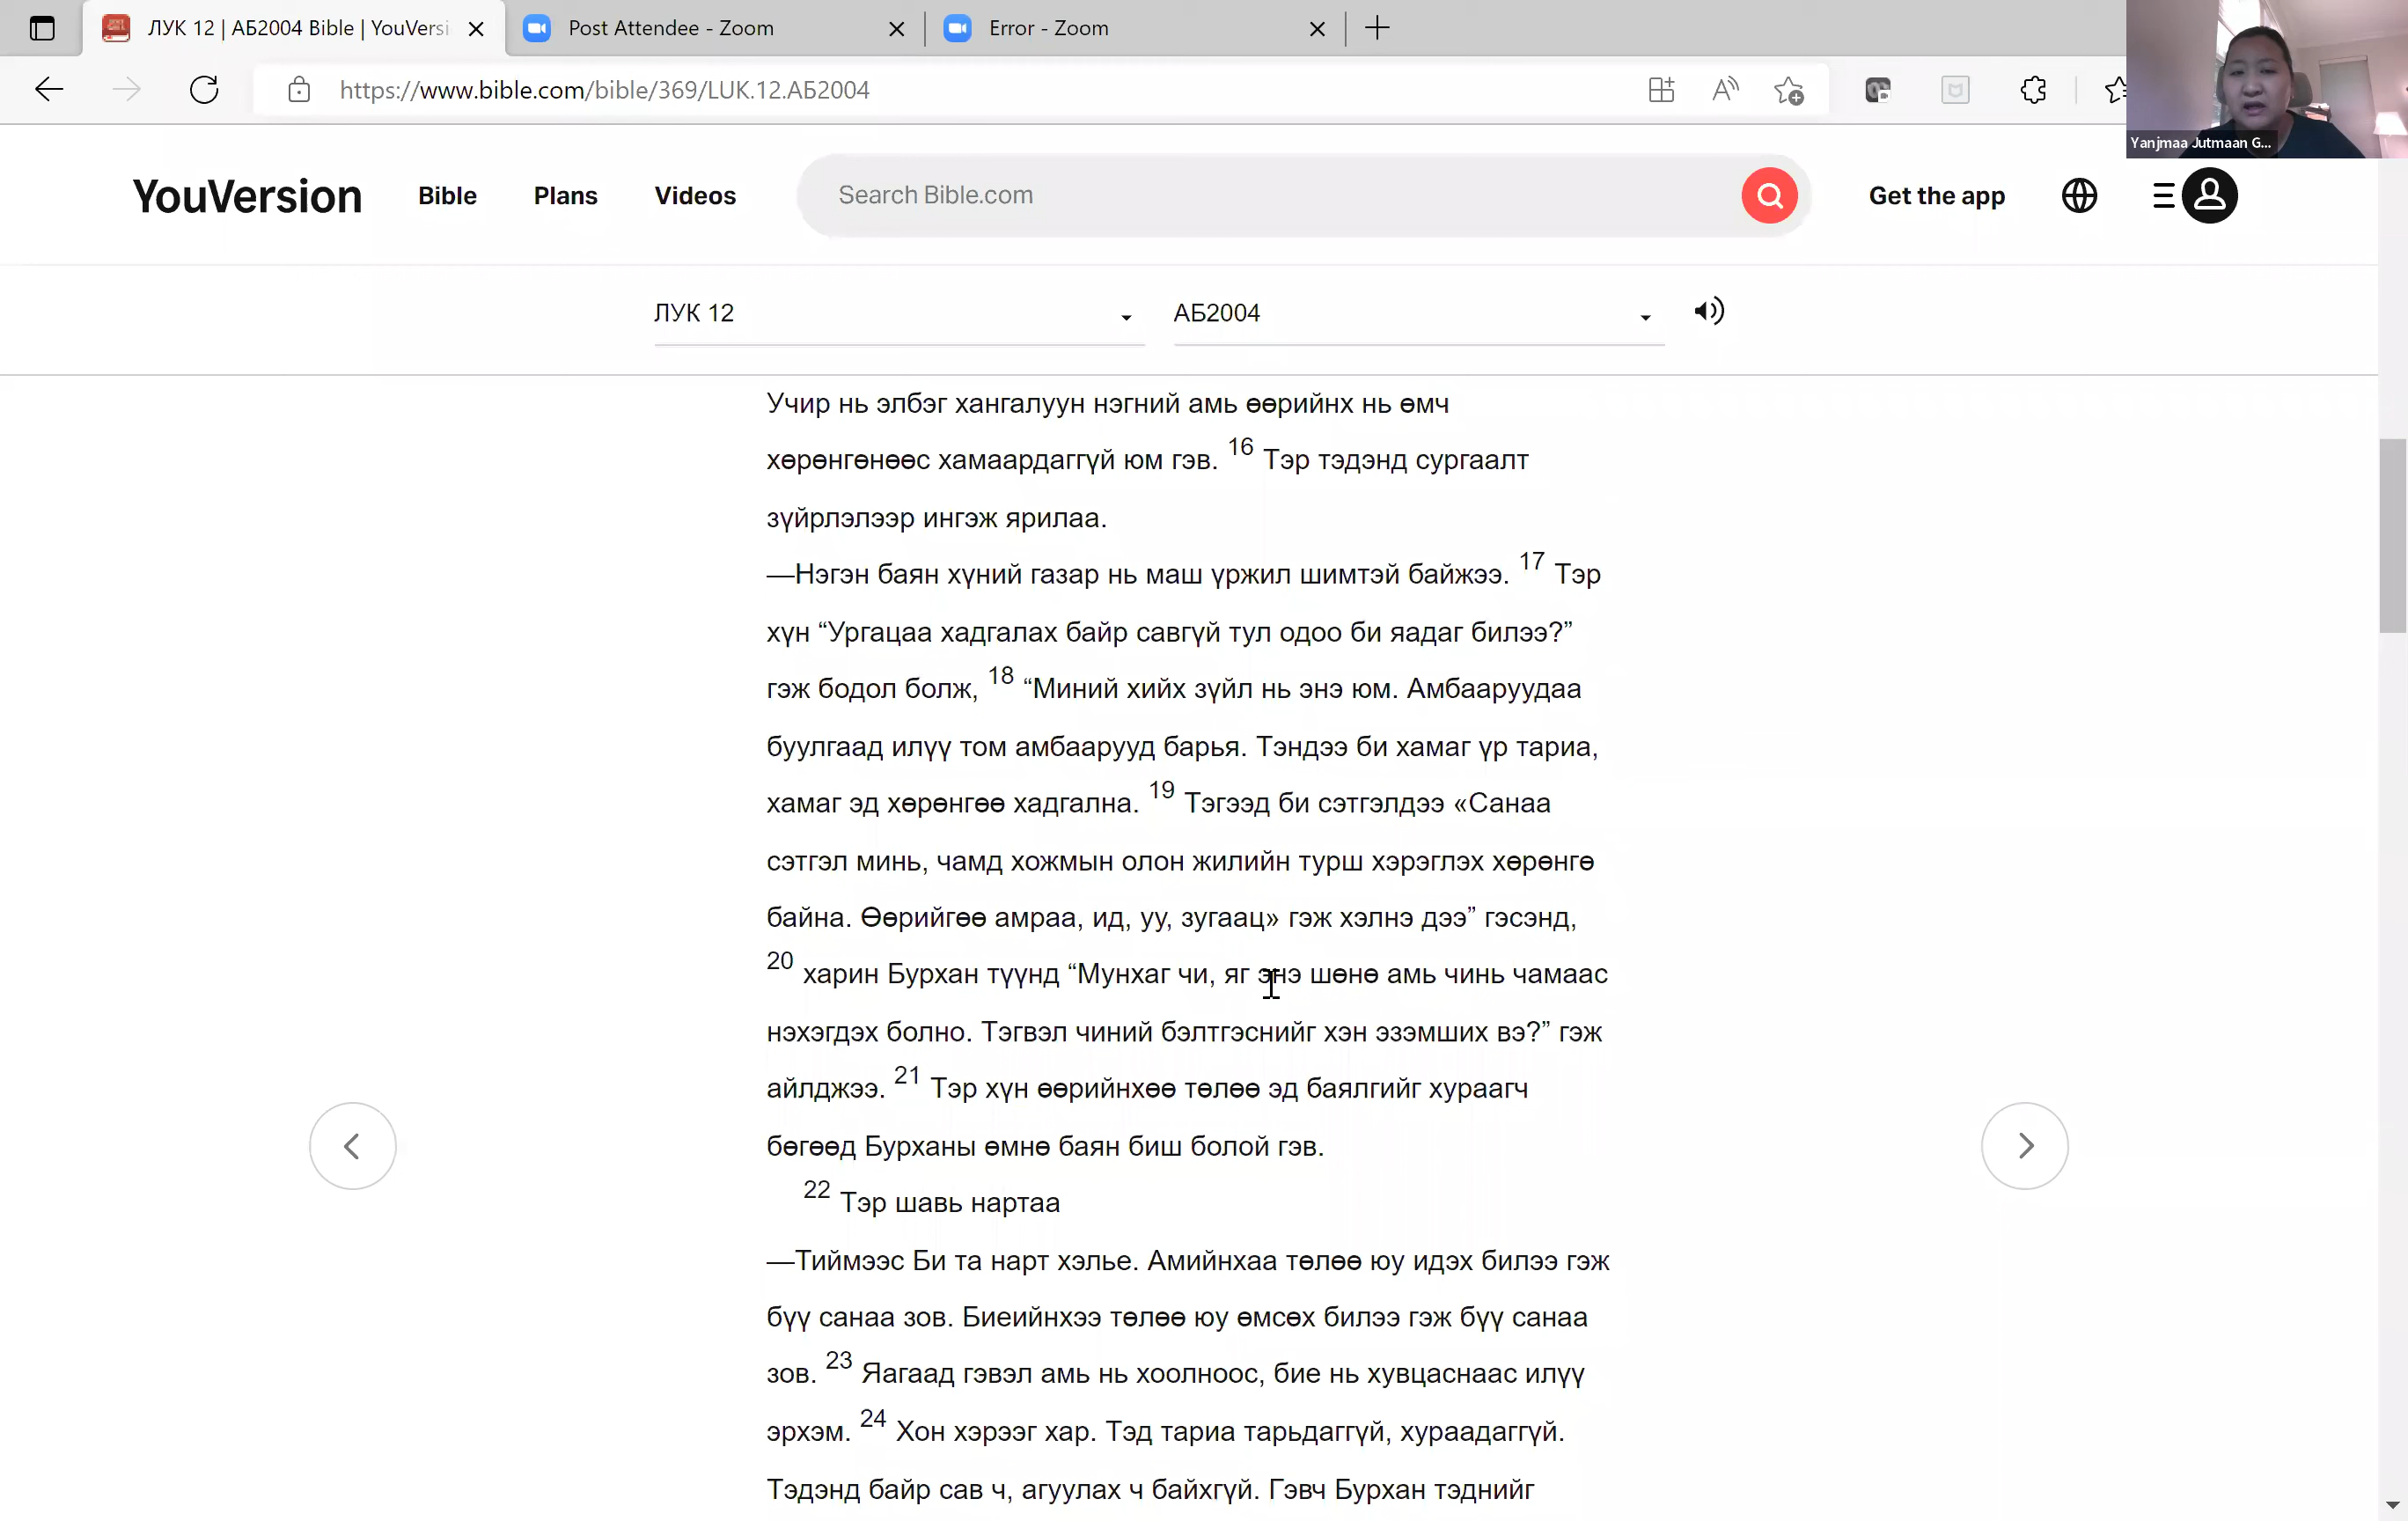 ЛУК 12 | АБ2004 Bible | YouVersi
Post Attendee - Zoom
Error - Zoom
https://www.bible.com/bible/369/LUK.12.АБ2004
Yanjmaa Jutmaan G...
YouVersion
Bible
Plans
Videos
Search Bible.com
Get the app
ЛУК 12
АБ2004
Учир нь элбэг хангалуун нэгний амь өөрийнх нь өмч
хөрөнгөнөөс хамаардаггүй юм гэв. 16 Тэр тэдэнд сургаалт
зүйрлэлээр ингэж ярилаа.
—Нэгэн баян хүний газар нь маш үржил шимтэй байжээ. 17 Тэр
хүн “Ургацаа хадгалах байр савгүй тул одоо би яадаг билээ?”
гэж бодол болж, 18 “Миний хийх зүйл нь энэ юм. Амбааруудаа
буулгаад илүү том амбаарууд барья. Тэндээ би хамаг үр тариа,
хамаг эд хөрөнгөө хадгална. 19 Тэгээд би сэтгэлдээ «Санаа
сэтгэл минь, чамд хожмын олон жилийн турш хэрэглэх хөрөнгө
байна. Өөрийгөө амраа, ид, уу, зугаац» гэж хэлнэ дээ” гэсэнд,
20 харин Бурхан түүнд “Мунхаг чи, яг энэ шөнө амь чинь чамаас
нэхэгдэх болно. Тэгвэл чиний бэлтгэснийг хэн эзэмших вэ?” гэж
айлджээ. 21 Тэр хүн өөрийнхөө төлөө эд баялгийг хураагч
бөгөөд Бурханы өмнө баян биш болой гэв.
22 Тэр шавь нартаа
—Тиймээс Би та нарт хэлье. Амийнхаа төлөө юу идэх билээ гэж
бүү санаа зов. Биеийнхээ төлөө юу өмсөх билээ гэж бүү санаа
зов. 23 Яагаад гэвэл амь нь хоолноос, бие нь хувцаснаас илүү
эрхэм. 24 Хон хэрээг хар. Тэд тариа тарьдаггүй, хураадаггүй.
Тэдэнд байр сав ч, агуулах ч байхгүй. Гэвч Бурхан тэднийг